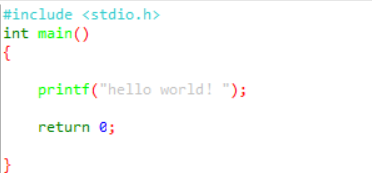 #include <stdio.h>
int main()
{
printf("hello world! ");
return 0;
}